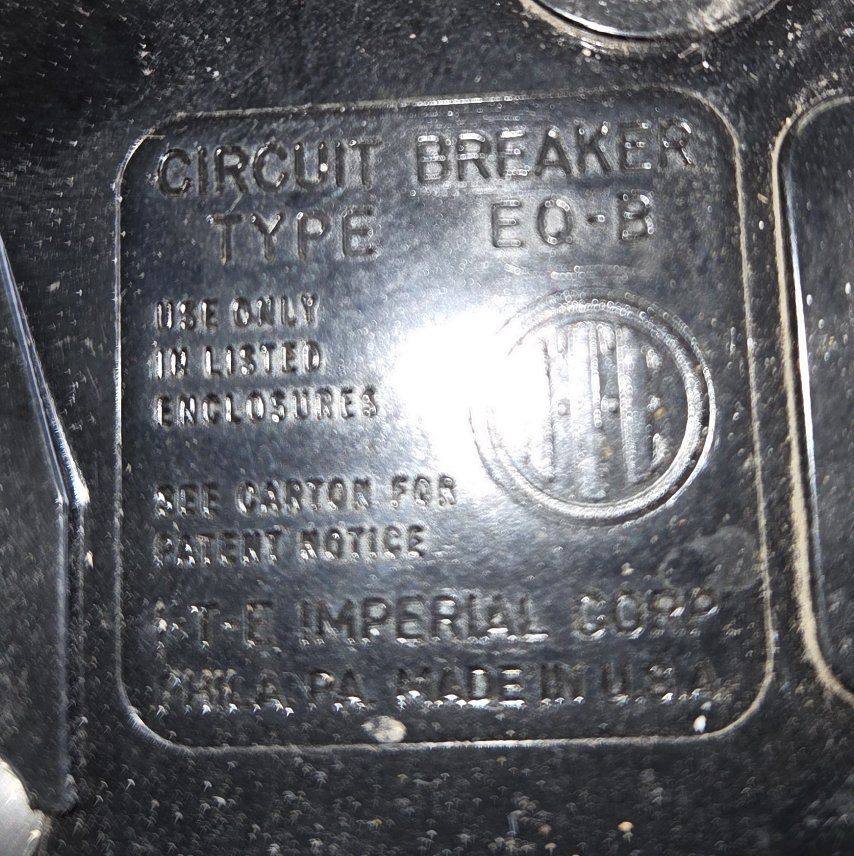 CIRCUIT BREAKER
TYPE EQ-B
USE ONLY
IN LISTED
ENCLOSURES
ITE
SEE CARTON FOR
PATENT NOTICE
I-T-E IMPERIAL CORP.
PHILA. PA. MADE IN U.S.A.